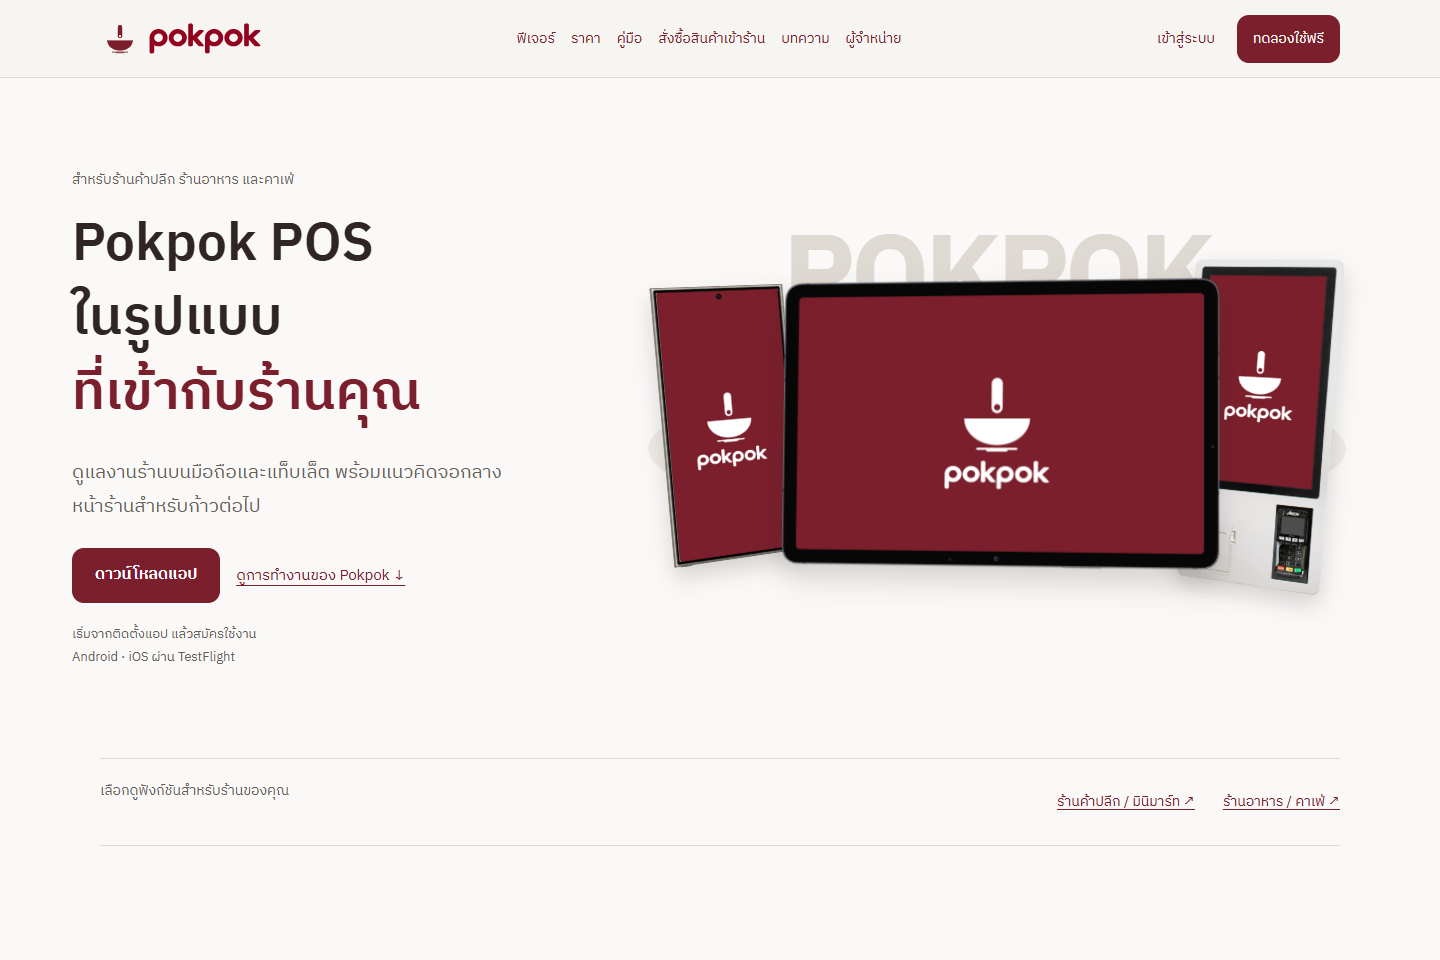 pokpok
ฟีเจอร์ ราคา คู่มือ สั่งซื้อสินค้าเข้าร้าน บทความ ผู้จำหน่าย
เข้าสู่ระบบ
ทดลองใช้ฟรี
สำหรับร้านค้าปลีก ร้านอาหาร และคาเฟ่
Pokpok POS
ในรูปแบบ
ที่เข้ากับร้านคุณ
ดูแลงานร้านบนมือถือและแท็บเล็ต พร้อมแนวคิดจอกลาง
หน้าร้านสำหรับก้าวต่อไป
ดาวน์โหลดแอป
ดูการทำงานของ Pokpok ↓
เริ่มจากติดตั้งแอป แล้วสมัครใช้งาน
Android · iOS ผ่าน TestFlight
POKPOK
pokpok
pokpok
pokpok
เลือกดูฟังก์ชันสำหรับร้านของคุณ
ร้านค้าปลีก / มินิมาร์ท ↗
ร้านอาหาร / คาเฟ่ ↗